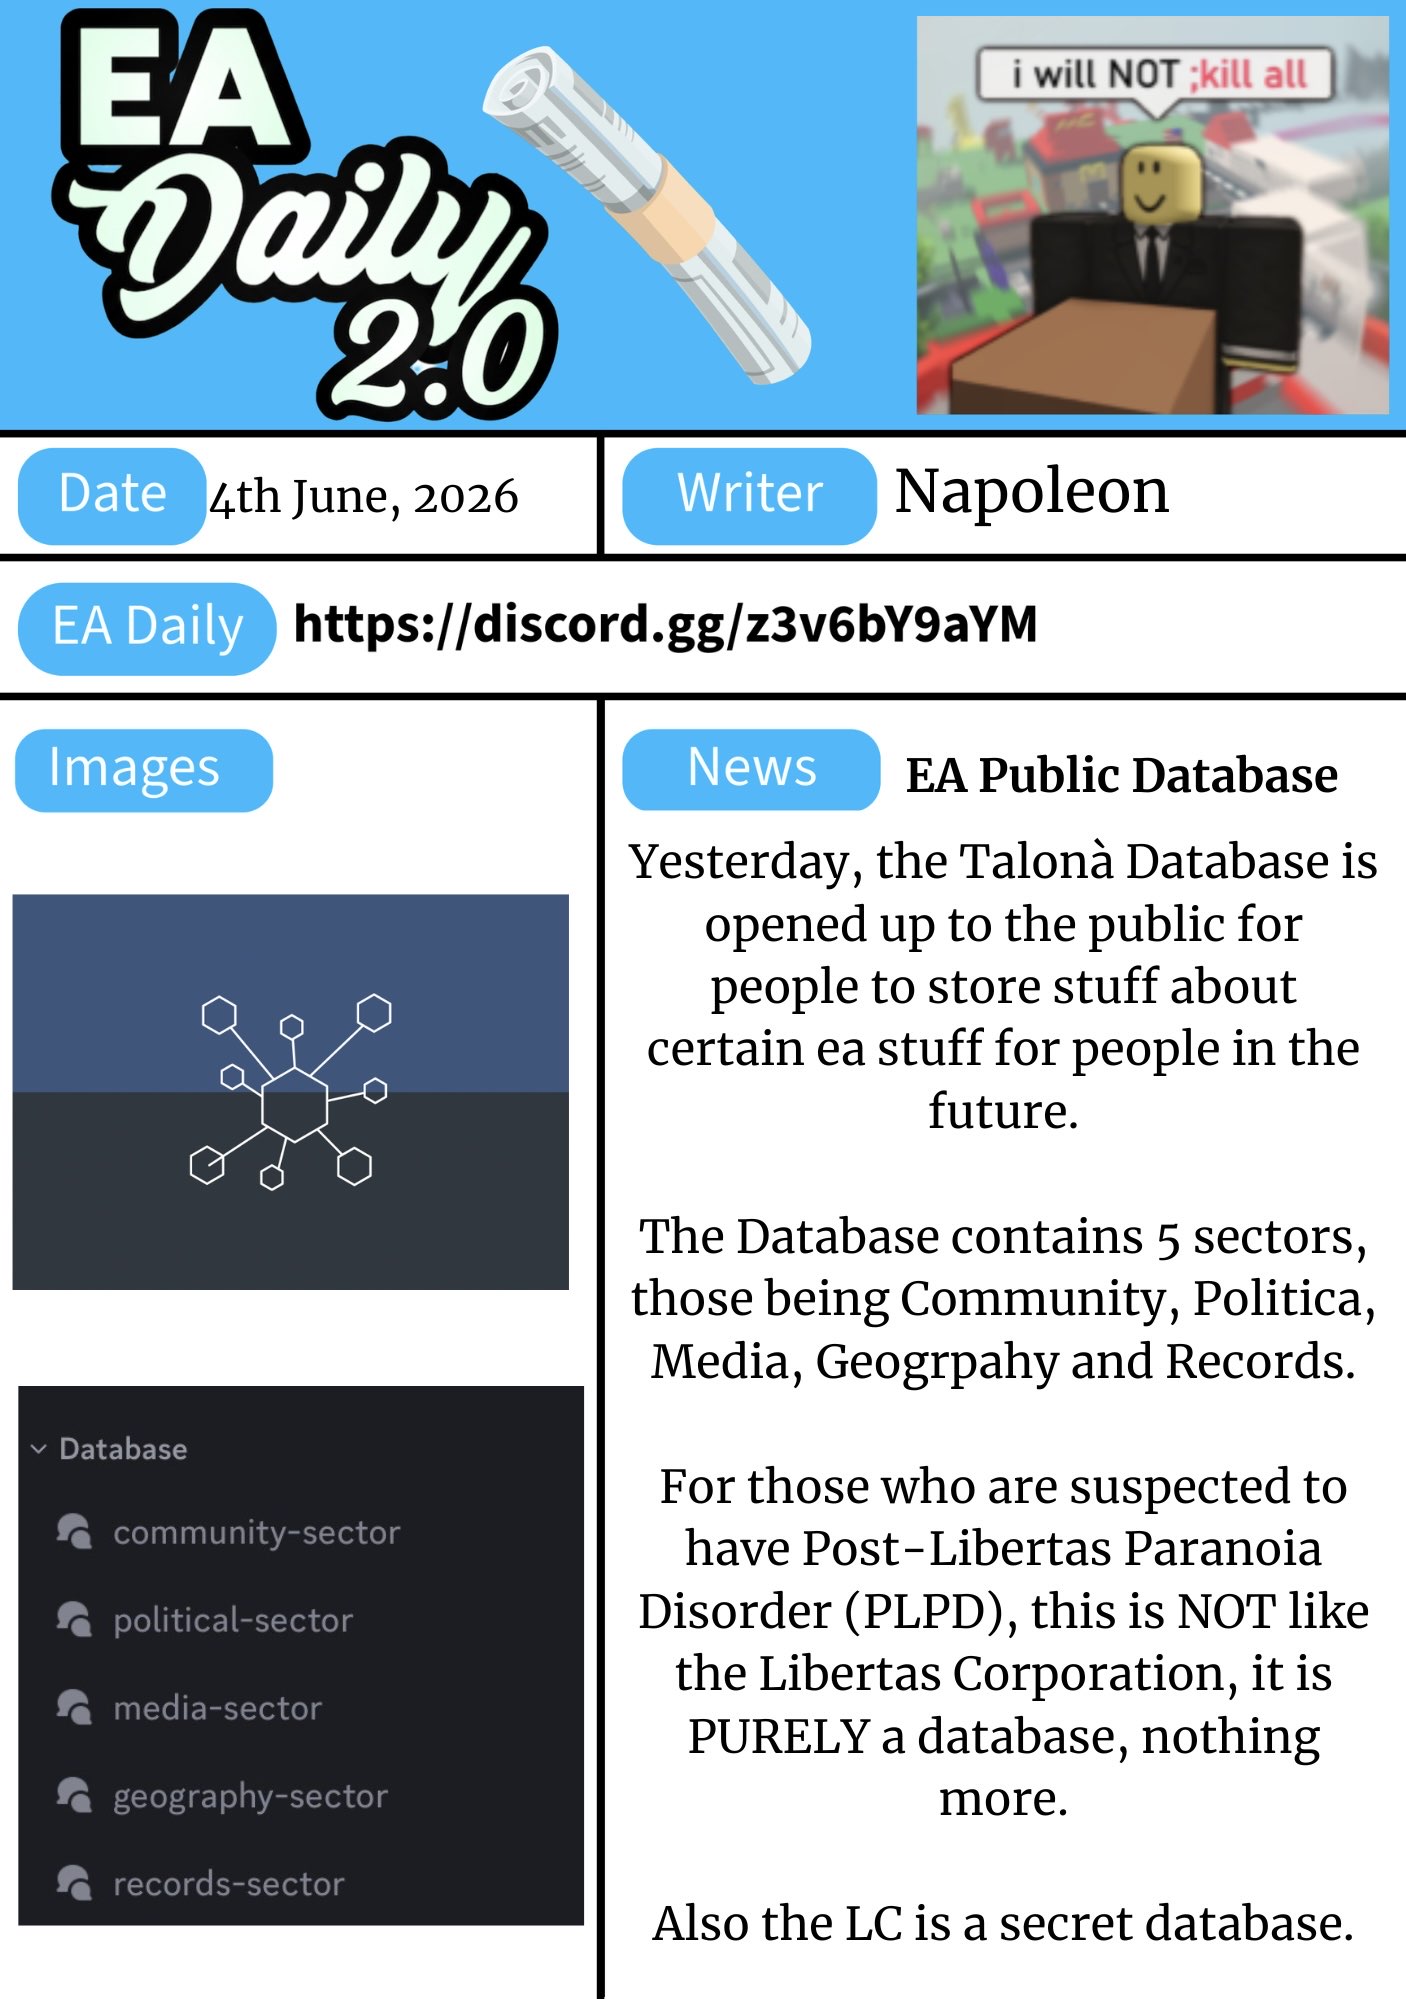 EA
Daily
2.0
i will NOT ;kill all
Date
4th June, 2026
Writer
Napoleon
EA Daily
https://discord.gg/z3v6bY9aYM
Images
Database
community-sector
political-sector
media-sector
geography-sector
records-sector
News
EA Public Database
Yesterday, the Talonà Database is
opened up to the public for
people to store stuff about
certain ea stuff for people in the
future.
The Database contains 5 sectors,
those being Community, Politica,
Media, Geogrpahy and Records.
For those who are suspected to
have Post-Libertas Paranoia
Disorder (PLPD), this is NOT like
the Libertas Corporation, it is
PURELY a database, nothing
more.
Also the LC is a secret database.